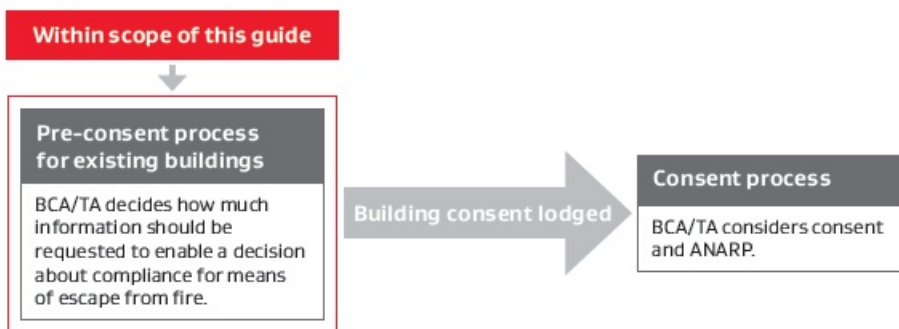 Within scope of this guide
Pre-consent process
for existing buildings
BCA/TA decides how much
information should be
requested to enable a decision
about compliance for means
of escape from fire.
Building consent lodged
Consent process
BCA/TA considers consent
and ANARP.